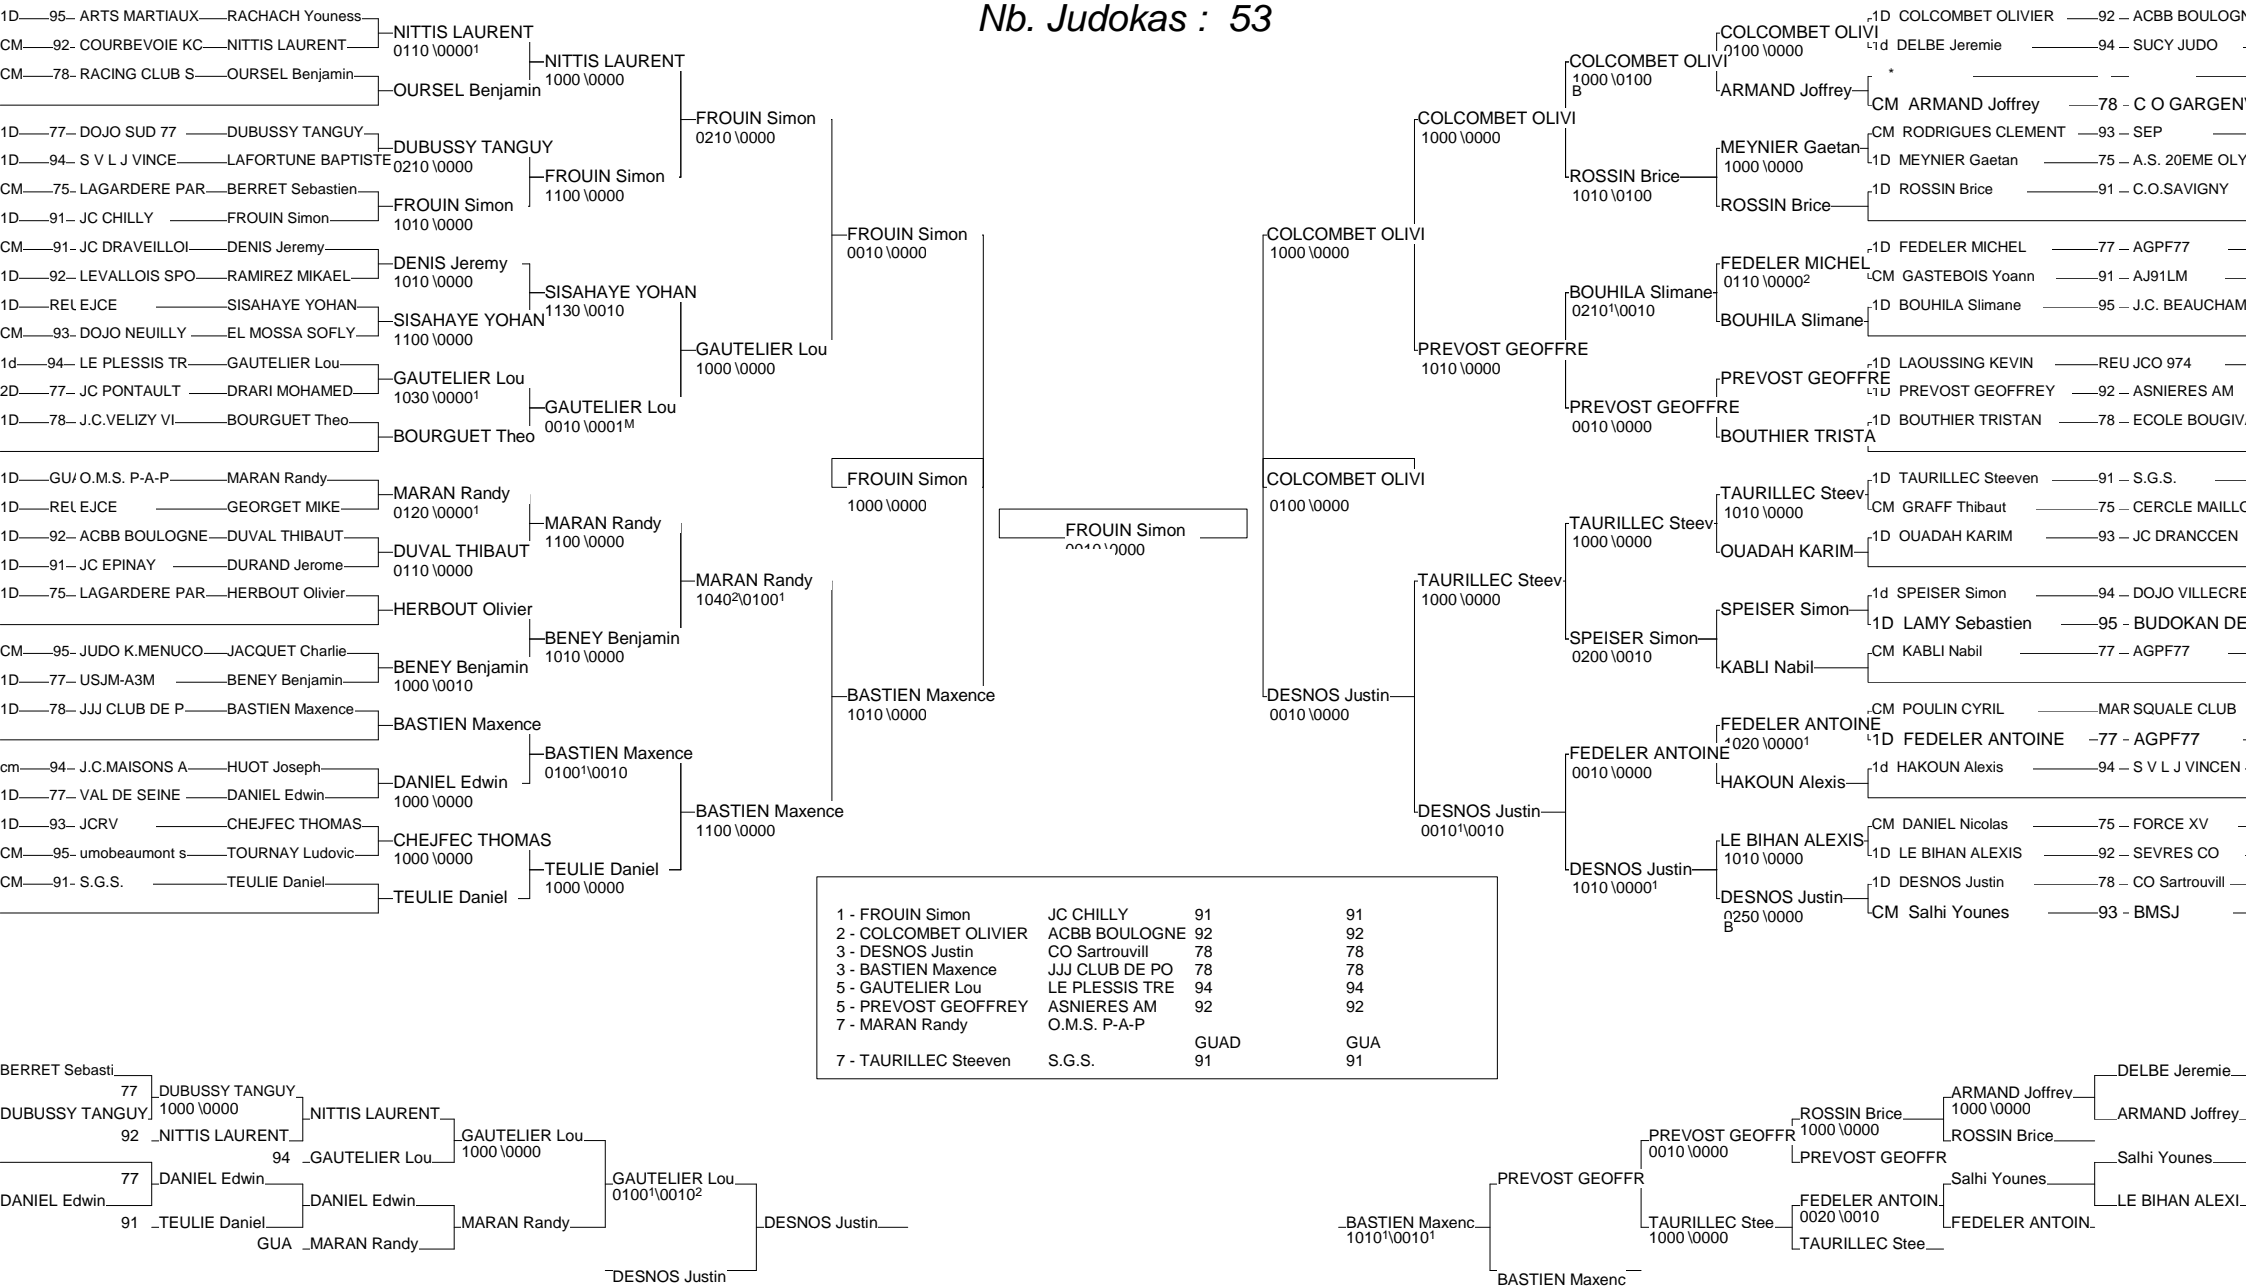 Nb. Judokas : 53
1D 95 ARTS MARTIAUX RACHACH Youness
CM 92 COURBEVOIE KC NITTIS LAURENT
CM 78 RACING CLUB S OURSEL Benjamin
1D 77 DOJO SUD 77 DUBUSSY TANGUY
1D 94 S V L J VINCE LAFORTUNE BAPTISTE
CM 75 LAGARDERE PAR BERRET Sebastien
1D 91 JC CHILLY FROUIN Simon
CM 91 JC DRAVEILLOI DENIS Jeremy
1D 92 LEVALLOIS SPO RAMIREZ MIKAEL
1D REU EJCE SISAHAYE YOHAN
CM 93 DOJO NEUILLY EL MOSSA SOFLY
1d 94 LE PLESSIS TR GAUTELIER Lou
2D 77 JC PONTAULT DRARI MOHAMED
1D 78 J.C.VELIZY VI BOURGUET Theo
1D GUA O.M.S. P-A-P MARAN Randy
1D REU EJCE GEORGET MIKE
1D 92 ACBB BOULOGNE DUVAL THIBAUT
1D 91 JC EPINAY DURAND Jerome
1D 75 LAGARDERE PAR HERBOUT Olivier
CM 95 JUDO K.MENUCO JACQUET Charlie
1D 77 USJM-A3M BENEY Benjamin
1D 78 JJJ CLUB DE P BASTIEN Maxence
cm 94 J.C.MAISONS A HUOT Joseph
1D 77 VAL DE SEINE DANIEL Edwin
1D 93 JCRV CHEJFEC THOMAS
CM 95 umobeaumont s TOURNAY Ludovic
CM 91 S.G.S. TEULIE Daniel
NITTIS LAURENT
0110 \0000¹
OURSEL Benjamin
DUBUSSY TANGUY
0210 \0000
FROUIN Simon
1010 \0000
DENIS Jeremy
1010 \0000
SISAHAYE YOHAN
1100 \0000
GAUTELIER Lou
1030 \0000¹
BOURGUET Theo
MARAN Randy
0120 \0000¹
DUVAL THIBAUT
0110 \0000
HERBOUT Olivier
BENEY Benjamin
1000 \0010
BASTIEN Maxence
DANIEL Edwin
1000 \0000
CHEJFEC THOMAS
1000 \0000
TEULIE Daniel
NITTIS LAURENT
1000 \0000
FROUIN Simon
1100 \0000
SISAHAYE YOHAN
1130 \0010
GAUTELIER Lou
0010 \0001ᴹ
MARAN Randy
1100 \0000
BENEY Benjamin
1010 \0000
BASTIEN Maxence
0100¹\0010
TEULIE Daniel
1000 \0000
FROUIN Simon
0210 \0000
GAUTELIER Lou
1000 \0000
MARAN Randy
1040²\0100¹
BASTIEN Maxence
1100 \0000
FROUIN Simon
0010 \0000
FROUIN Simon
1000 \0000
BASTIEN Maxence
1010 \0000
FROUIN Simon
0010 \0000
COLCOMBET OLIVI
1000 \0000
COLCOMBET OLIVI
0100 \0000
DESNOS Justin
0010 \0000
COLCOMBET OLIVI
1000 \0000
PREVOST GEOFFRE
1010 \0000
TAURILLEC Steev
1000 \0000
DESNOS Justin
0010¹\0010
COLCOMBET OLIVI
1000 \0100
B
ROSSIN Brice
1010 \0100
BOUHILA Slimane
0210¹\0010
PREVOST GEOFFRE
0010 \0000
TAURILLEC Steev
1000 \0000
SPEISER Simon
0200 \0010
FEDELER ANTOINE
0010 \0000
DESNOS Justin
1010 \0000¹
COLCOMBET OLIVI
0100 \0000
ARMAND Joffrey
MEYNIER Gaetan
1000 \0000
ROSSIN Brice
FEDELER MICHEL
0110 \0000²
BOUHILA Slimane
PREVOST GEOFFRE
BOUTHIER TRISTA
TAURILLEC Steev
1010 \0000
OUADAH KARIM
SPEISER Simon
KABLI Nabil
FEDELER ANTOINE
1020 \0000¹
HAKOUN Alexis
LE BIHAN ALEXIS
1010 \0000
DESNOS Justin
0250 \0000
B
1D COLCOMBET OLIVIER 92 ACBB BOULOGN
1d DELBE Jeremie 94 SUCY JUDO
*
CM ARMAND Joffrey 78 C O GARGENV
CM RODRIGUES CLEMENT 93 SEP
1D MEYNIER Gaetan 75 A.S. 20EME OLY
1D ROSSIN Brice 91 C.O.SAVIGNY
1D FEDELER MICHEL 77 AGPF77
CM GASTEBOIS Yoann 91 AJ91LM
1D BOUHILA Slimane 95 J.C. BEAUCHAM
1D LAOUSSING KEVIN REU JCO 974
1D PREVOST GEOFFREY 92 ASNIERES AM
1D BOUTHIER TRISTAN 78 ECOLE BOUGIVA
1D TAURILLEC Steeven 91 S.G.S.
CM GRAFF Thibaut 75 CERCLE MAILLO
1D OUADAH KARIM 93 JC DRANCCEN
1d SPEISER Simon 94 DOJO VILLECRE
1D LAMY Sebastien 95 BUDOKAN DE
CM KABLI Nabil 77 AGPF77
CM POULIN CYRIL MAR SQUALE CLUB
1D FEDELER ANTOINE 77 AGPF77
1d HAKOUN Alexis 94 S V L J VINCEN
CM DANIEL Nicolas 75 FORCE XV
1D LE BIHAN ALEXIS 92 SEVRES CO
1D DESNOS Justin 78 CO Sartrouvill
CM Salhi Younes 93 BMSJ
1 - FROUIN Simon JC CHILLY 91 91
2 - COLCOMBET OLIVIER ACBB BOULOGNE 92 92
3 - DESNOS Justin CO Sartrouvill 78 78
3 - BASTIEN Maxence JJJ CLUB DE PO 78 78
5 - GAUTELIER Lou LE PLESSIS TRE 94 94
5 - PREVOST GEOFFREY ASNIERES AM 92 92
7 - MARAN Randy O.M.S. P-A-P
GUAD GUA
7 - TAURILLEC Steeven S.G.S. 91 91
BERRET Sebasti
77
DUBUSSY TANGUY
DUBUSSY TANGUY
1000 \0000
92 NITTIS LAURENT
NITTIS LAURENT
94 GAUTELIER Lou
GAUTELIER Lou
1000 \0000
77 DANIEL Edwin
DANIEL Edwin
91 TEULIE Daniel
DANIEL Edwin
GUA MARAN Randy
MARAN Randy
GAUTELIER Lou
0100¹\0010²
DESNOS Justin
DESNOS Justin
BASTIEN Maxenc
1010¹\0010¹
PREVOST GEOFFR
BASTIEN Maxenc
PREVOST GEOFFR
0010 \0000
TAURILLEC Stee
1000 \0000
ROSSIN Brice
1000 \0000
PREVOST GEOFFR
FEDELER ANTOIN
0020 \0010
TAURILLEC Stee
ARMAND Joffrey
1000 \0000
ROSSIN Brice
Salhi Younes
FEDELER ANTOIN
DELBE Jeremie
ARMAND Joffrey
Salhi Younes
LE BIHAN ALEXI